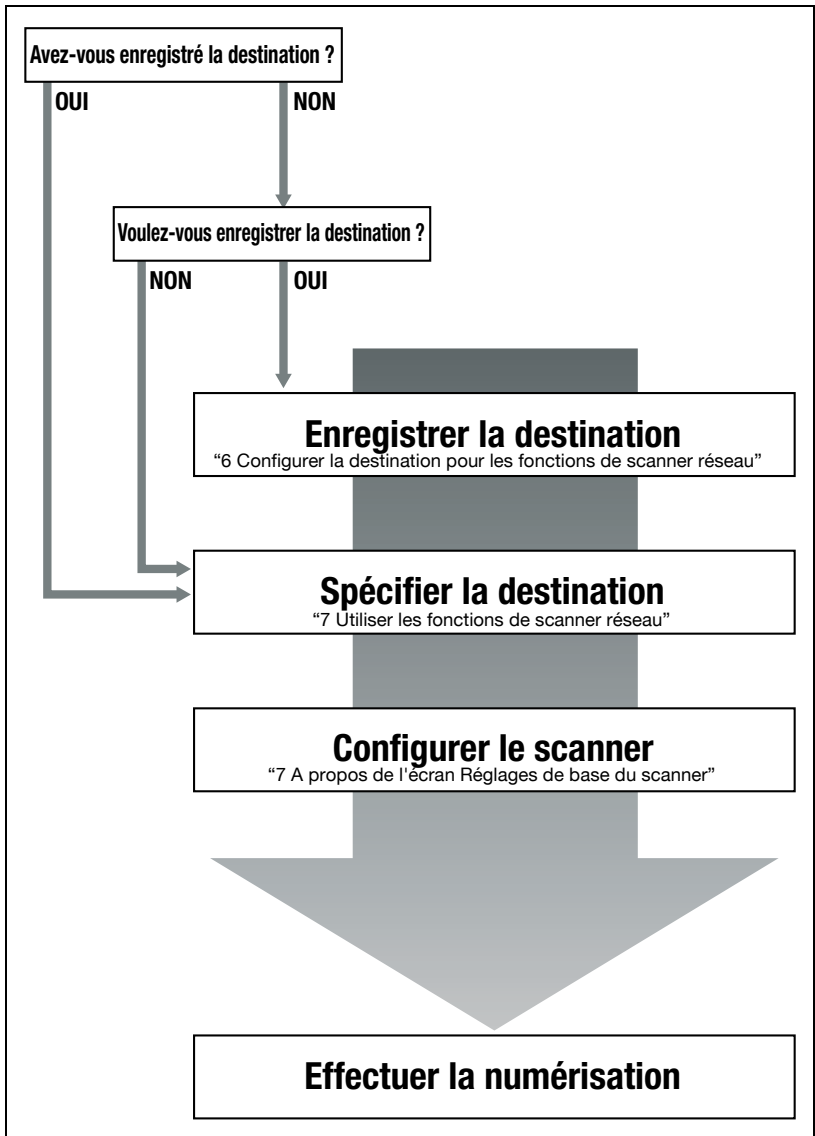 Avez-vous enregistré la destination ?
OUI
NON
Voulez-vous enregistrer la destination ?
NON
OUI
Enregistrer la destination
“6 Configurer la destination pour les fonctions de scanner réseau”
Spécifier la destination
“7 Utiliser les fonctions de scanner réseau”
Configurer le scanner
“7 A propos de l'écran Réglages de base du scanner”
Effectuer la numérisation